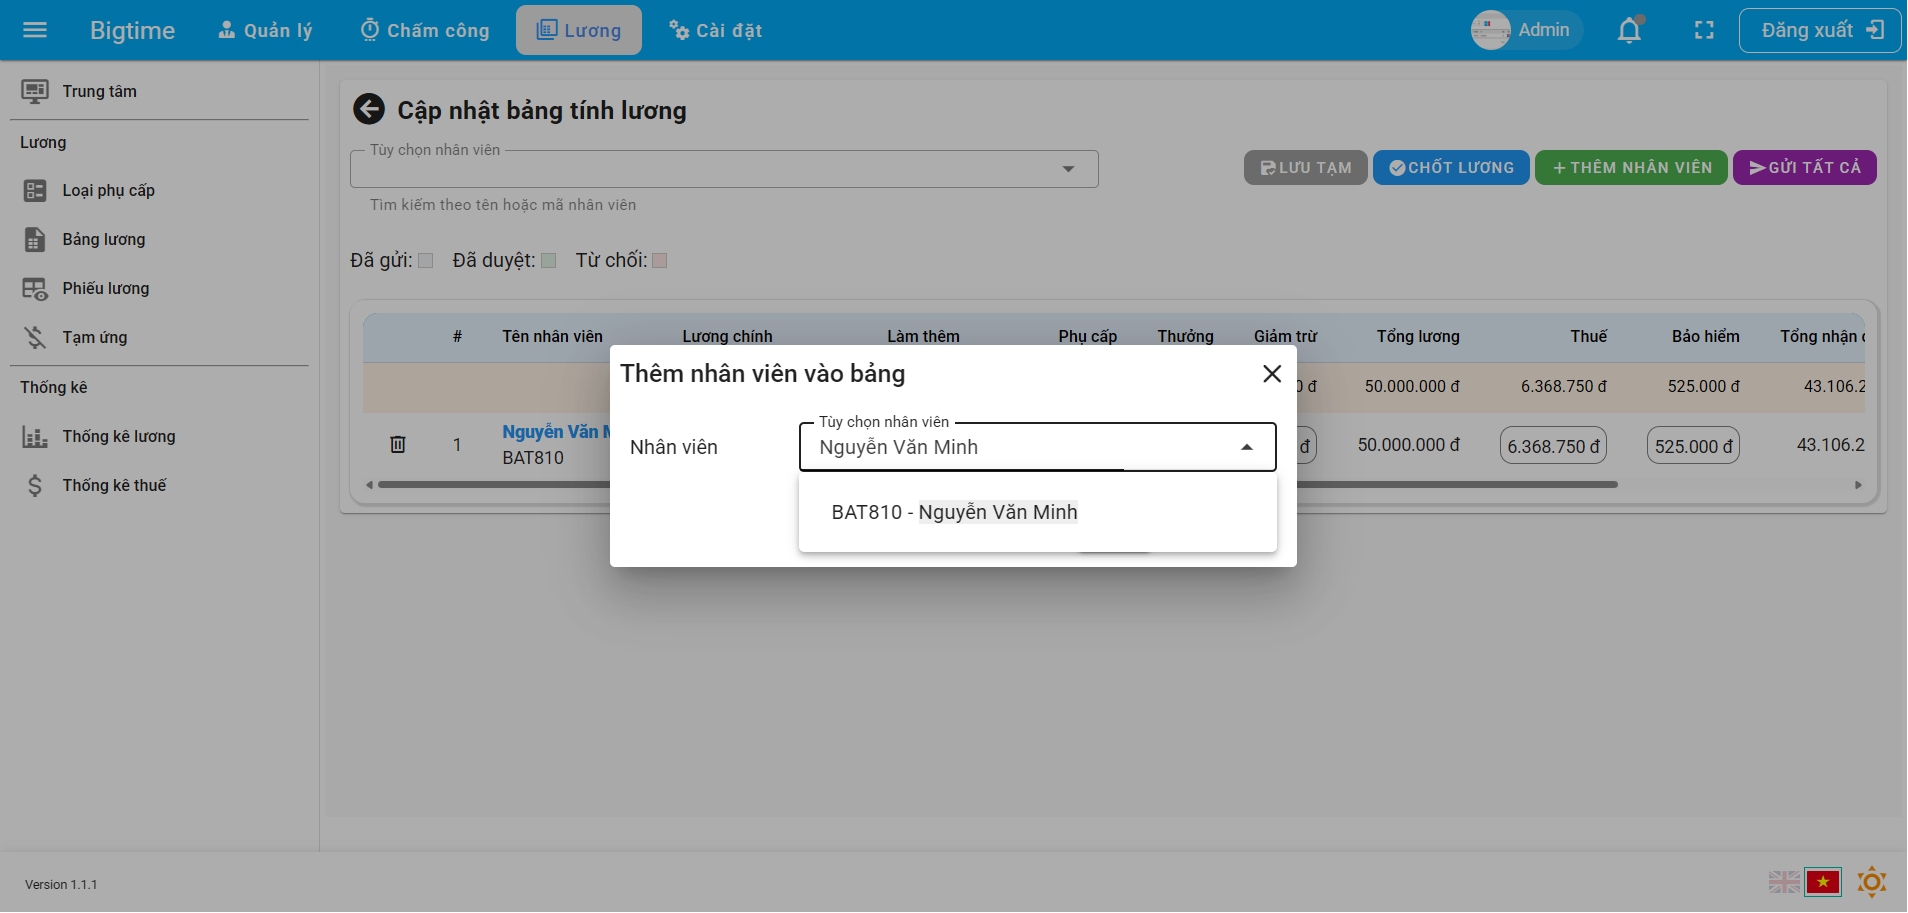 Bigtime
Quản lý
Chấm công
Lương
Cài đặt
Admin
Đăng xuất
Trung tâm
Lương
Loại phụ cấp
Bảng lương
Phiếu lương
Tạm ứng
Thống kê
Thống kê lương
Thống kê thuế
Cập nhật bảng tính lương
Tùy chọn nhân viên
Tìm kiếm theo tên hoặc mã nhân viên
LƯU TẠM
CHỐT LƯƠNG
THÊM NHÂN VIÊN
GỬI TẤT CẢ
Đã gửi:
Đã duyệt:
Từ chối:
# Tên nhân viên Lương chính Làm thêm Phụ cấp Thưởng Giảm trừ Tổng lương Thuế Bảo hiểm Tổng nhận
đ 50.000.000 đ 6.368.750 đ 525.000 đ 43.106.2
1 Nguyễn Văn đ 50.000.000 đ 6.368.750 đ 525.000 đ 43.106.2
BAT810
Thêm nhân viên vào bảng
Nhân viên
Tùy chọn nhân viên
Nguyễn Văn Minh
BAT810 - Nguyễn Văn Minh
Version 1.1.1